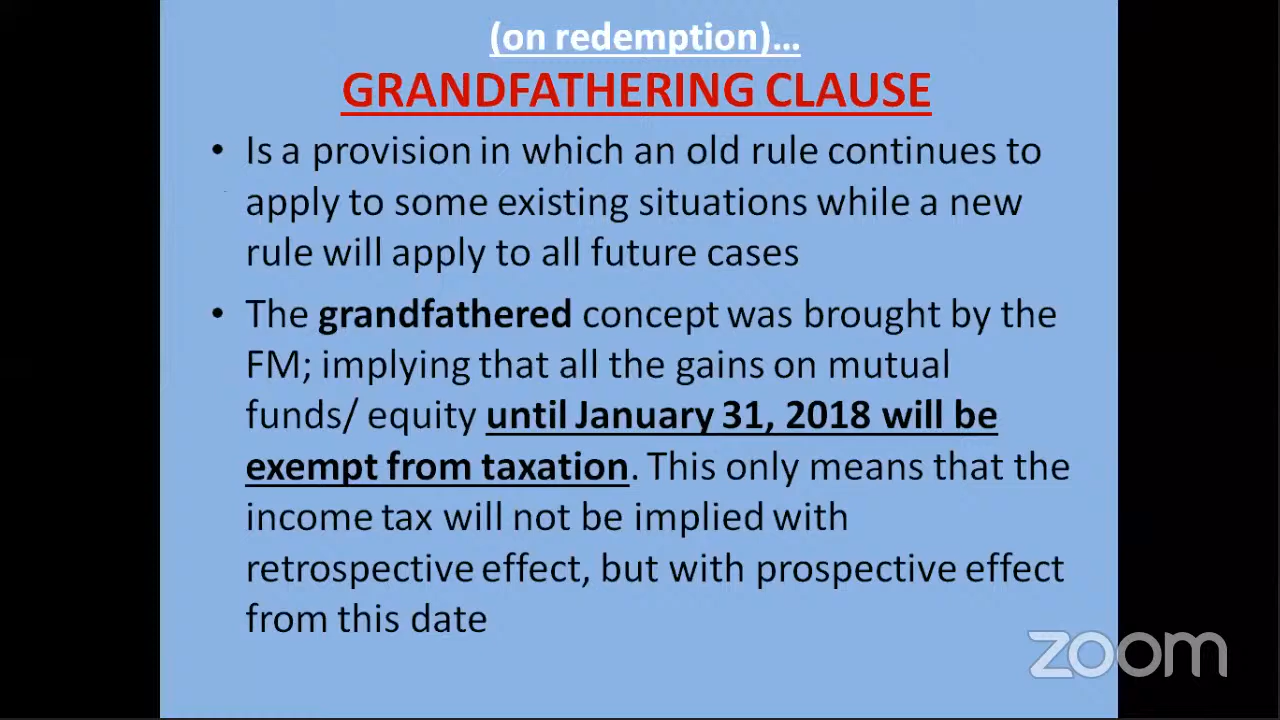 (on redemption)...
GRANDFATHERING CLAUSE
• Is a provision in which an old rule continues to
apply to some existing situations while a new
rule will apply to all future cases
• The grandfathered concept was brought by the
FM; implying that all the gains on mutual
funds/ equity until January 31, 2018 will be
exempt from taxation. This only means that the
income tax will not be implied with
retrospective effect, but with prospective effect
from this date
zoom